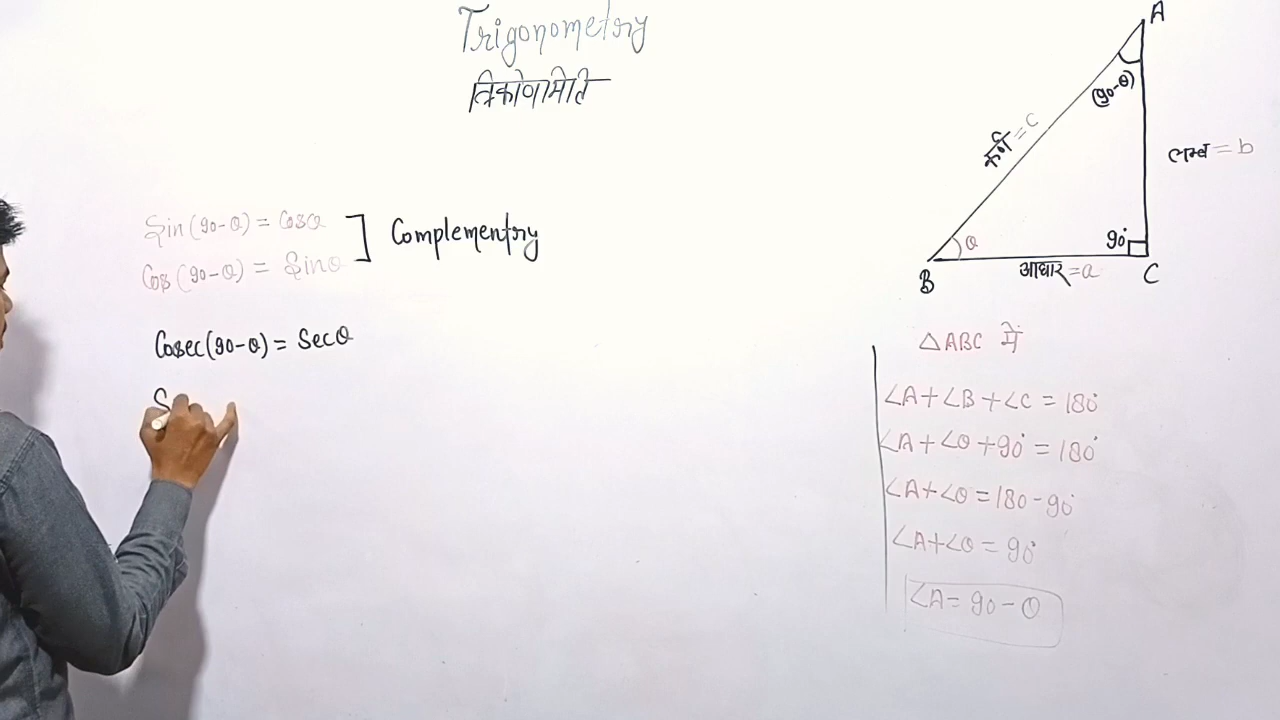 Trigonometry
त्रिकोणामिति
Sin(90-θ) = Cosθ
Cos(90-θ) = Sinθ
Complementry
Cosec(90-θ) = Secθ
S
A
(90-θ)
कर्ण = c
लम्ब = b
θ
90°
B
आधार = a
C
△ABC में
∠A+∠B+∠C = 180°
∠A+∠θ+90° = 180°
∠A+∠θ = 180-90°
∠A+∠θ = 90°
∠A = 90-θ